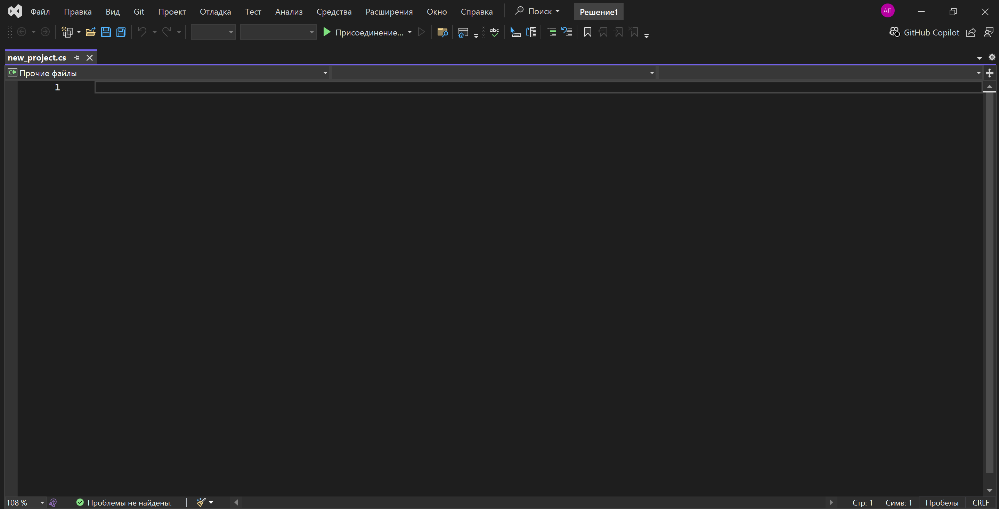 Файл Правка Вид Git Проект Отладка Тест Анализ Средства Расширения Окно Справка Поиск Решение1 АП
Присоединение... abc GitHub Copilot
new_project.cs
C# Прочие файлы
1
108 % Проблемы не найдены. Стр: 1 Симв: 1 Пробелы CRLF